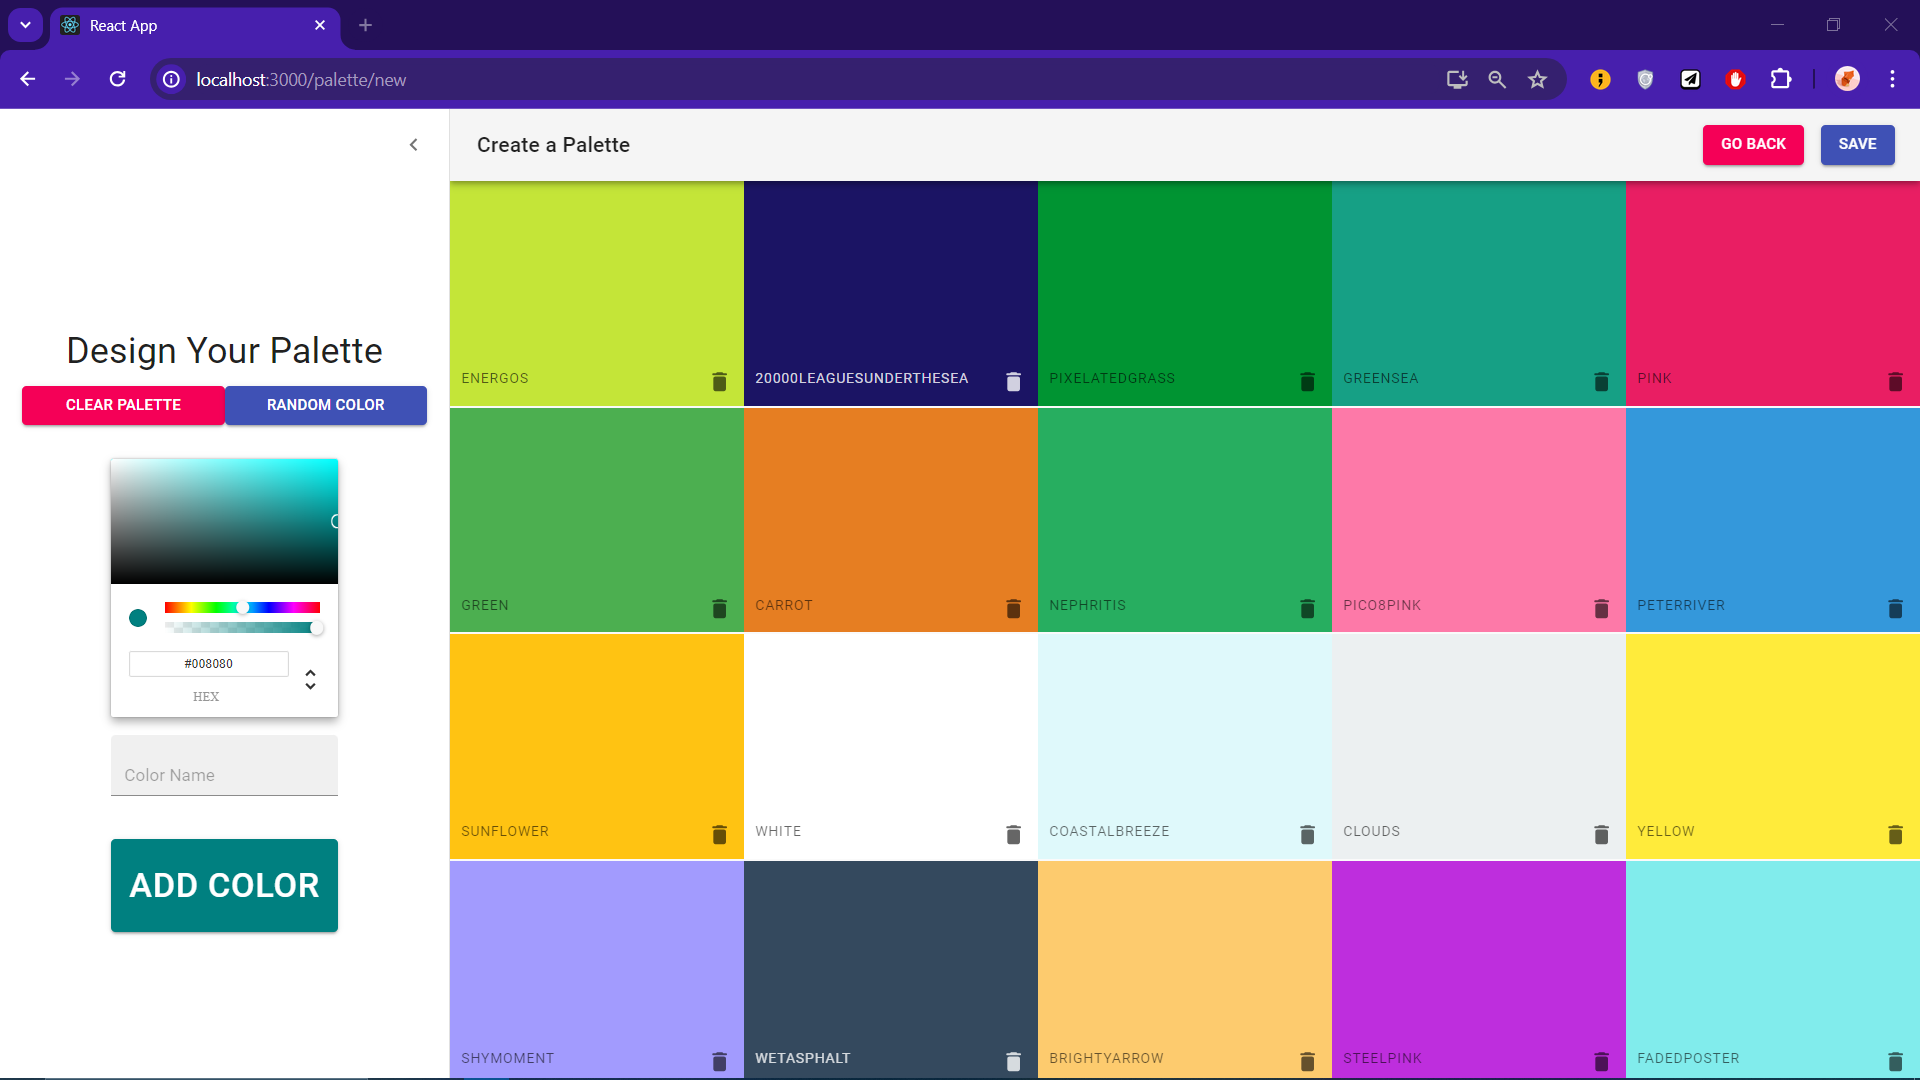 React App
localhost:3000/palette/new
Create a Palette
GO BACK
SAVE
Design Your Palette
CLEAR PALETTE
RANDOM COLOR
#008080
HEX
Color Name
ADD COLOR
ENERGOS
20000LEAGUESUNDERTHESEA
PIXELATEDGRASS
GREENSEA
PINK
GREEN
CARROT
NEPHRITIS
PICO8PINK
PETERRIVER
SUNFLOWER
WHITE
COASTALBREEZE
CLOUDS
YELLOW
SHYMOMENT
WETASPHALT
BRIGHTYARROW
STEELPINK
FADEDPOSTER